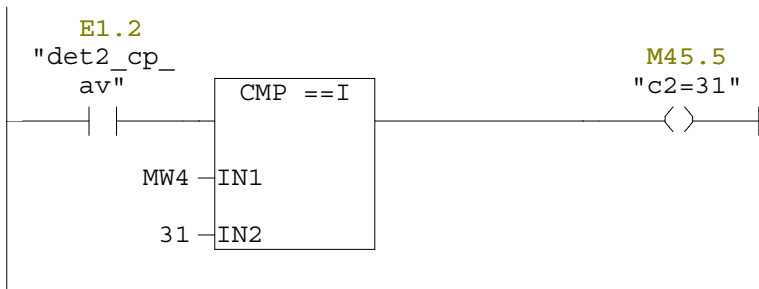 E1.2
"det2_cp_
av"
CMP ==I
M45.5
"c2=31"
MW4
IN1
31
IN2